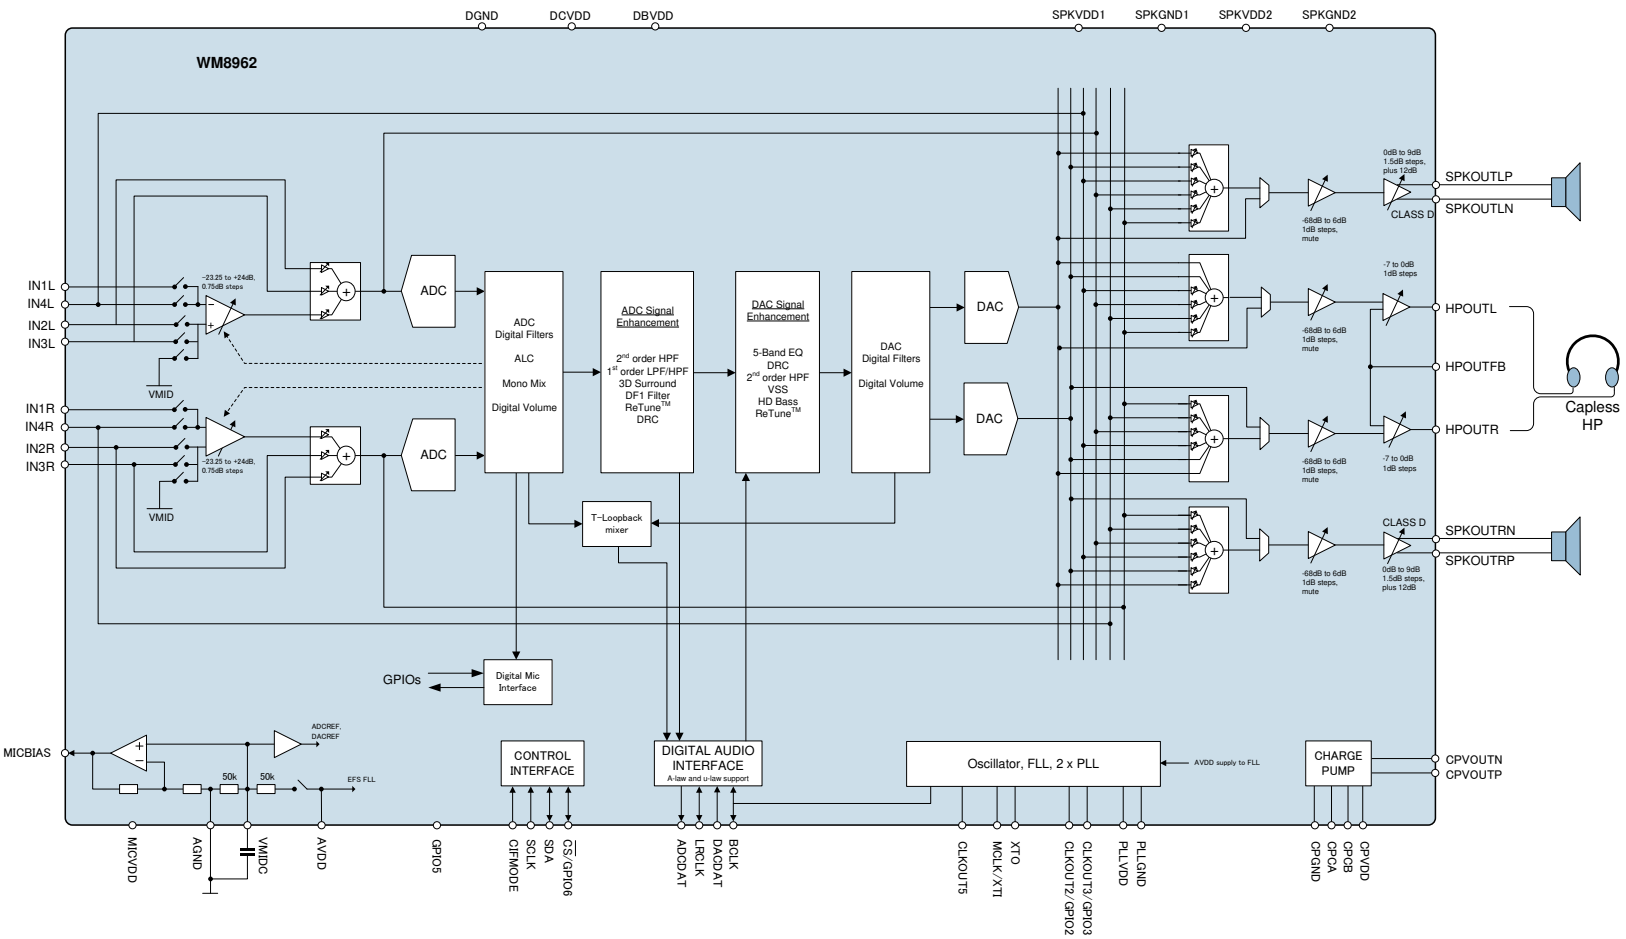 DGND
DCVDD
DBVDD
SPKVDD1
SPKGND1
SPKVDD2
SPKGND2
WM8962
0dB to 9dB
1.5dB steps,
plus 12dB
SPKOUTLP
SPKOUTLN
CLASS D
-68dB to 6dB
1dB steps,
mute
IN1L
IN4L
IN2L
IN3L
-23.25 to +24dB,
0.75dB steps
−
+
+
ADC
VMID
ADC
Digital Filters
ALC
Mono Mix
Digital Volume
ADC Signal
Enhancement
2nd order HPF
1st order LPF/HPF
3D Surround
DF1 Filter
ReTune™
DRC
DAC Signal
Enhancement
5-Band EQ
DRC
2nd order HPF
VSS
HD Bass
ReTune™
DAC
Digital Filters
Digital Volume
DAC
DAC
+
+
-7 to 0dB
1dB steps
-68dB to 6dB
1dB steps,
mute
HPOUTL
HPOUTFB
HPOUTR
Capless
HP
IN1R
IN4R
IN2R
IN3R
-23.25 to +24dB,
0.75dB steps
+
ADC
VMID
+
-68dB to 6dB
1dB steps,
mute
-7 to 0dB
1dB steps
T-Loopback
mixer
CLASS D
SPKOUTRN
SPKOUTRP
+
-68dB to 6dB
1dB steps,
mute
0dB to 9dB
1.5dB steps,
plus 12dB
GPIOs
Digital Mic
Interface
MICBIAS
+
−
ADCREF,
DACREF
50k
50k
EFS FLL
CONTROL
INTERFACE
DIGITAL AUDIO
INTERFACE
A-law and u-law support
Oscillator, FLL, 2 x PLL
AVDD supply to FLL
CHARGE
PUMP
CPVOUTN
CPVOUTP
MICVDD
AGND
VMIDC
AVDD
GPIO5
CIFMODE
SCLK
SDA
CS/GPIO6
ADCDAT
LRCLK
DACDAT
BCLK
CLKOUT5
MCLK/XTI
XTO
CLKOUT2/GPIO2
CLKOUT3/GPIO3
PLLVDD
PLLGND
CPGND
CPCA
CPCB
CPVDD